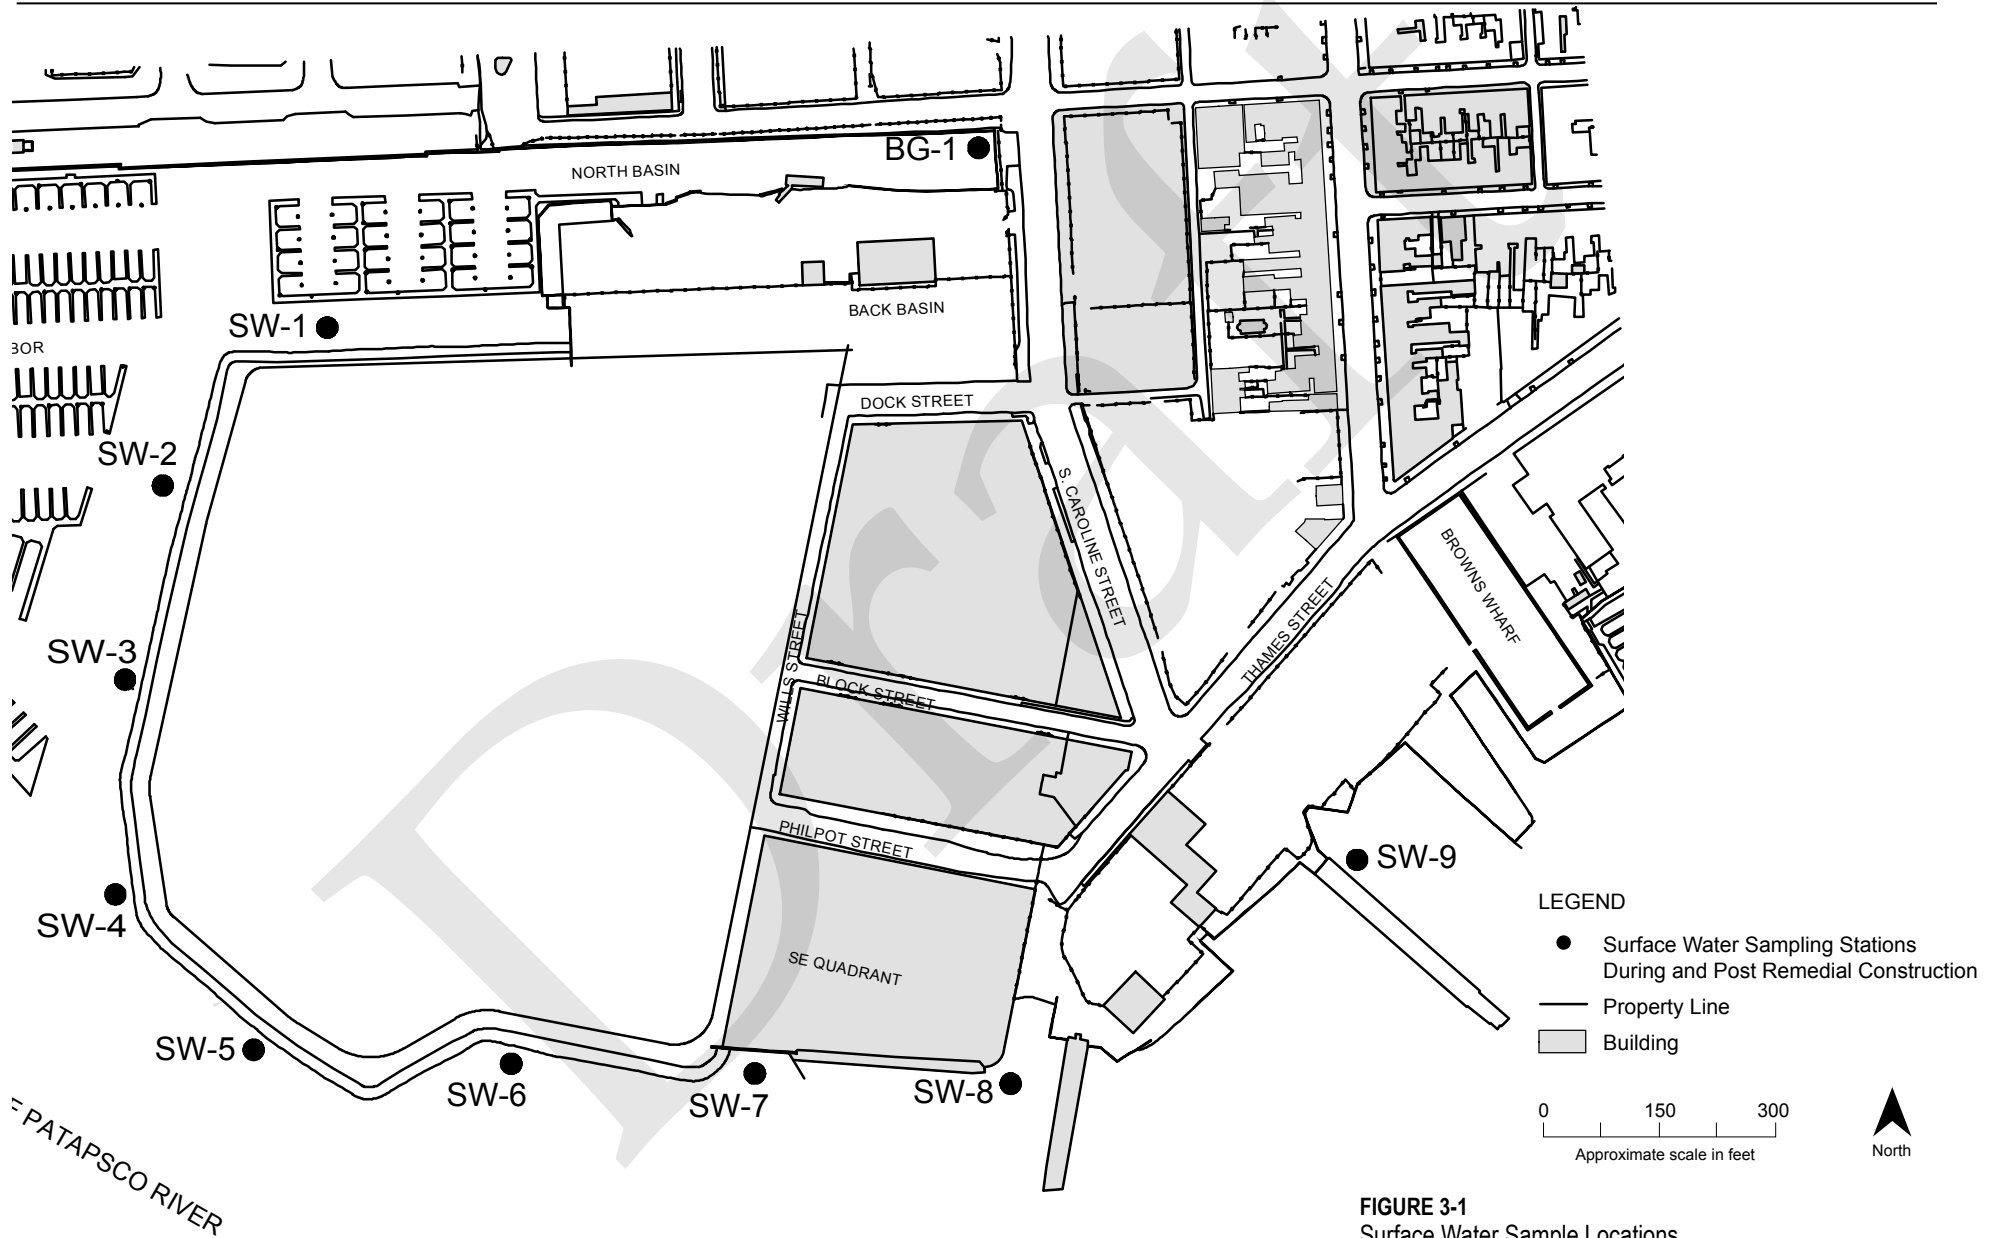 BG-1
NORTH BASIN
BACK BASIN
SW-1
BOR
DOCK STREET
SW-2
S. CAROLINE STREET
BROWNS WHARF
THAMES STREET
WILLS STREET
SW-3
BLOCK STREET
PHILPOT STREET
SW-9
SW-4
SE QUADRANT
SW-5
SW-6
SW-7
SW-8
PATAPSCO RIVER
Draft
LEGEND
Surface Water Sampling Stations
During and Post Remedial Construction
Property Line
Building
0 150 300
Approximate scale in feet
North
FIGURE 3-1
Surface Water Sample Locations